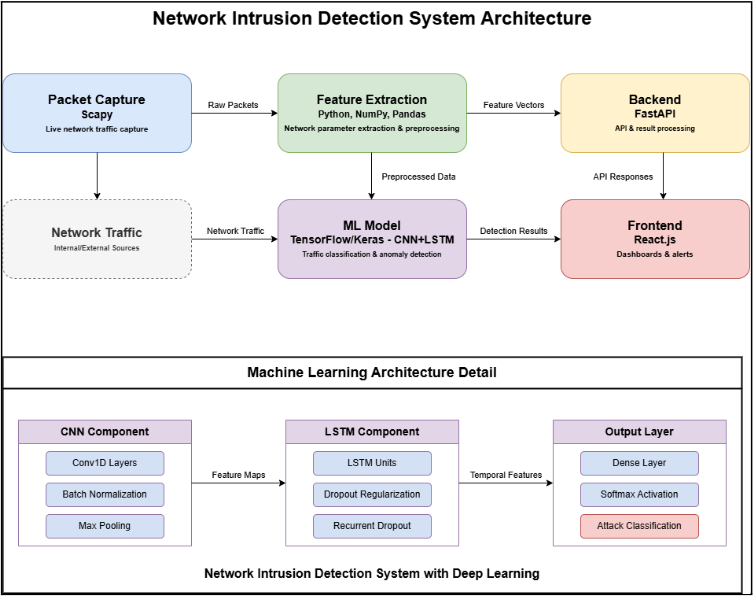 Network Intrusion Detection System Architecture
Packet Capture
Scapy
Live network traffic capture
Raw Packets
Feature Extraction
Python, NumPy, Pandas
Network parameter extraction & preprocessing
Feature Vectors
Backend
FastAPI
API & result processing
Preprocessed Data
API Responses
Network Traffic
Internal/External Sources
Network Traffic
ML Model
TensorFlow/Keras - CNN+LSTM
Traffic classification & anomaly detection
Detection Results
Frontend
React.js
Dashboards & alerts
Machine Learning Architecture Detail
CNN Component
Conv1D Layers
Batch Normalization
Max Pooling
Feature Maps
LSTM Component
LSTM Units
Dropout Regularization
Recurrent Dropout
Temporal Features
Output Layer
Dense Layer
Softmax Activation
Attack Classification
Network Intrusion Detection System with Deep Learning